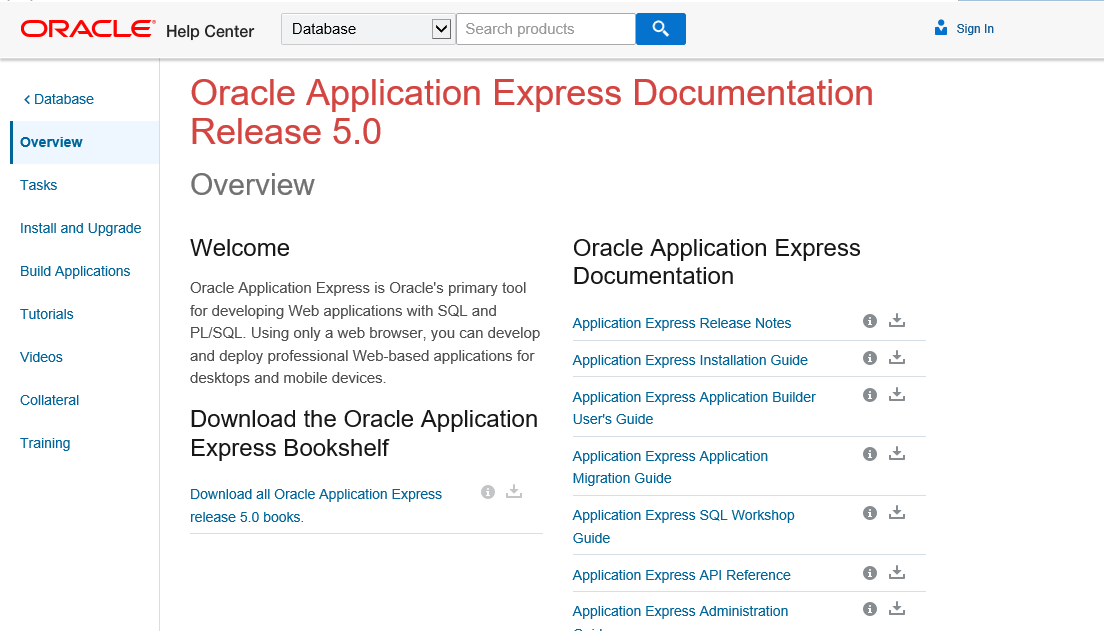 ORACLE® Help Center
Database
Search products
Sign In
Database
Overview
Tasks
Install and Upgrade
Build Applications
Tutorials
Videos
Collateral
Training
Oracle Application Express Documentation
Release 5.0
Overview
Welcome
Oracle Application Express is Oracle's primary tool
for developing Web applications with SQL and
PL/SQL. Using only a web browser, you can develop
and deploy professional Web-based applications for
desktops and mobile devices.
Download the Oracle Application
Express Bookshelf
Download all Oracle Application Express
release 5.0 books.
Oracle Application Express
Documentation
Application Express Release Notes
Application Express Installation Guide
Application Express Application Builder
User's Guide
Application Express Application
Migration Guide
Application Express SQL Workshop
Guide
Application Express API Reference
Application Express Administration